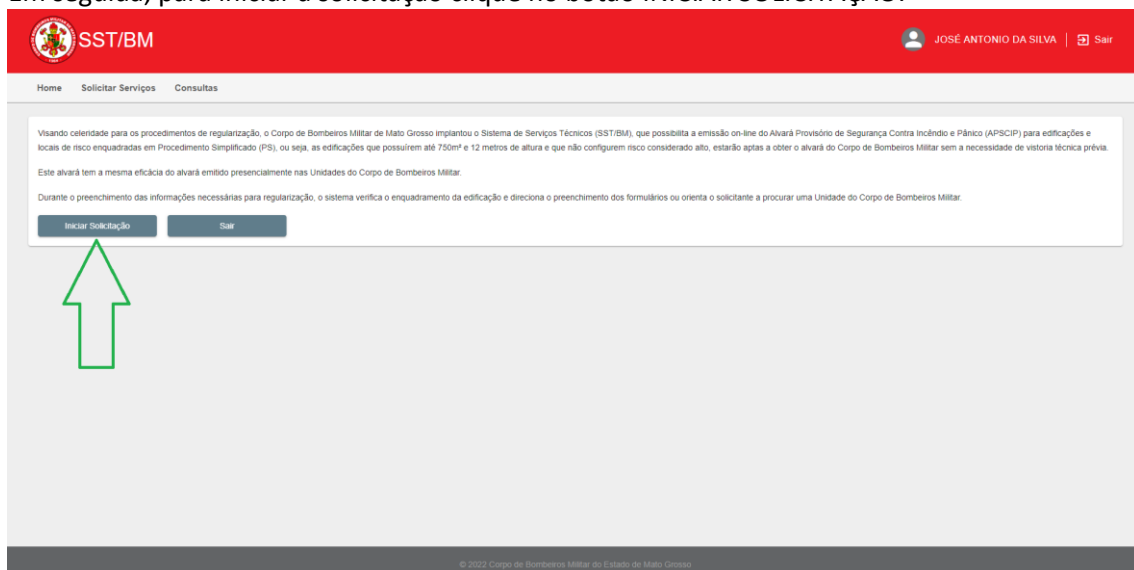 Em seguida, para iniciar a solicitação clique no botão INICIAR SOLICITAÇÃO:
SST/BM
JOSÉ ANTONIO DA SILVA
Sair
Home Solicitar Serviços Consultas
Visando celeridade para os procedimentos de regularização, o Corpo de Bombeiros Militar de Mato Grosso implantou o Sistema de Serviços Técnicos (SST/BM), que possibilita a emissão on-line do Alvará Provisório de Segurança Contra Incêndio e Pânico (APSCIP) para edificações e
locais de risco enquadradas em Procedimento Simplificado (PS), ou seja, as edificações que possuírem até 750m² e 12 metros de altura e que não configurem risco considerado alto, estarão aptas a obter o alvará do Corpo de Bombeiros Militar sem a necessidade de vistoria técnica prévia.
Este alvará tem a mesma eficácia do alvará emitido presencialmente nas Unidades do Corpo de Bombeiros Militar.
Durante o preenchimento das informações necessárias para regularização, o sistema verifica o enquadramento da edificação e direciona o preenchimento dos formulários ou orienta o solicitante a procurar uma Unidade do Corpo de Bombeiros Militar.
Iniciar Solicitação Sair
© 2022 Corpo de Bombeiros Militar do Estado de Mato Grosso